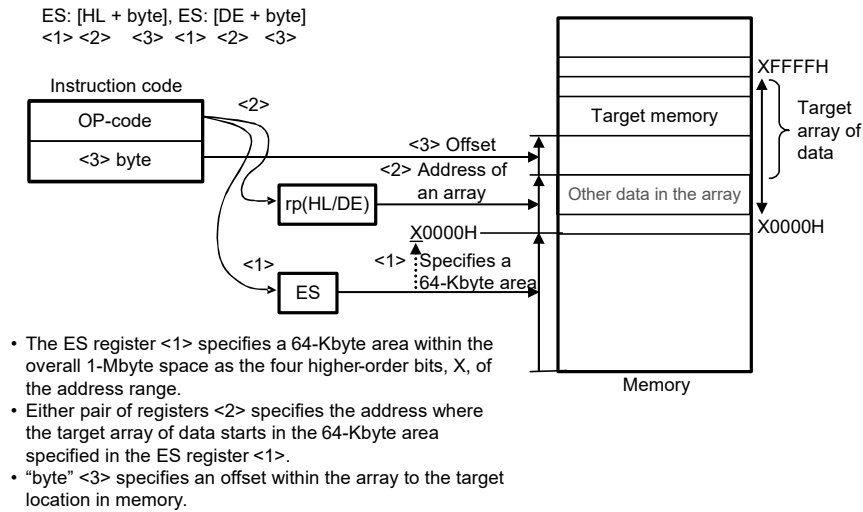 ES: [HL + byte], ES: [DE + byte]
<1> <2> <3> <1> <2> <3>
XFFFFH
Instruction code
<2>
Target memory
Target
array of
data
OP-code
<3> byte
<3> Offset
<2> Address of
an array
Other data in the array
rp(HL/DE)
X0000H
X0000H
<1>
<1> Specifies a
64-Kbyte area
ES
Memory
• The ES register <1> specifies a 64-Kbyte area within the
overall 1-Mbyte space as the four higher-order bits, X, of
the address range.
• Either pair of registers <2> specifies the address where
the target array of data starts in the 64-Kbyte area
specified in the ES register <1>.
• “byte” <3> specifies an offset within the array to the target
location in memory.